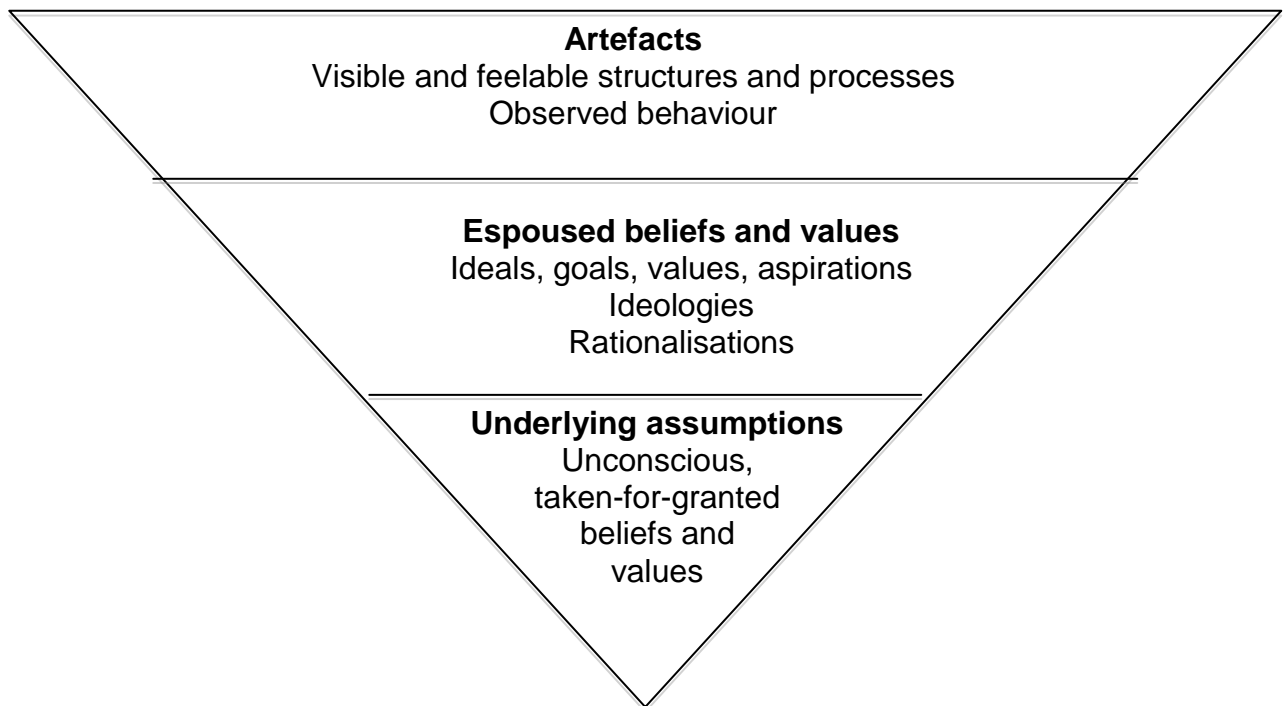 Artefacts
Visible and feelable structures and processes
Observed behaviour
Espoused beliefs and values
Ideals, goals, values, aspirations
Ideologies
Rationalisations
Underlying assumptions
Unconscious,
taken-for-granted
beliefs and
values